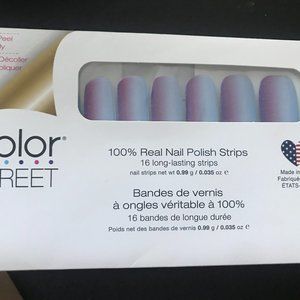 Peel
Décoller
olor®
REET
100% Real Nail Polish Strips
16 long-lasting strips
nail strips net wt 0.99 g / 0.035 oz ℮
Bandes de vernis
à ongles véritable à 100%
16 bandes de longue durée
Poids net des bandes de vernis 0.99 g / 0.035 oz ℮
Made in
Fabriqué
ÉTATS-